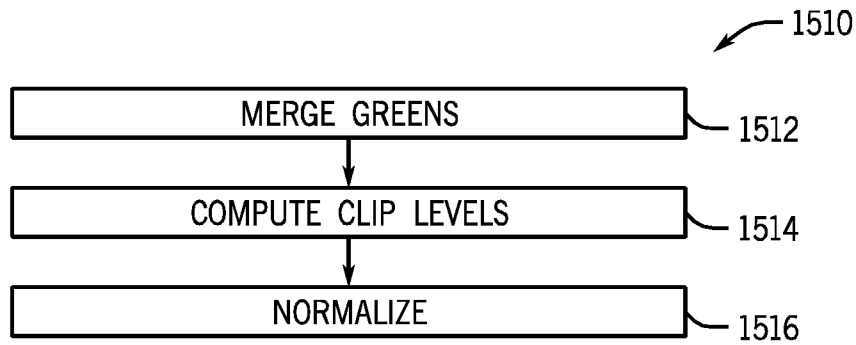 1510
MERGE GREENS
1512
COMPUTE CLIP LEVELS
1514
NORMALIZE
1516